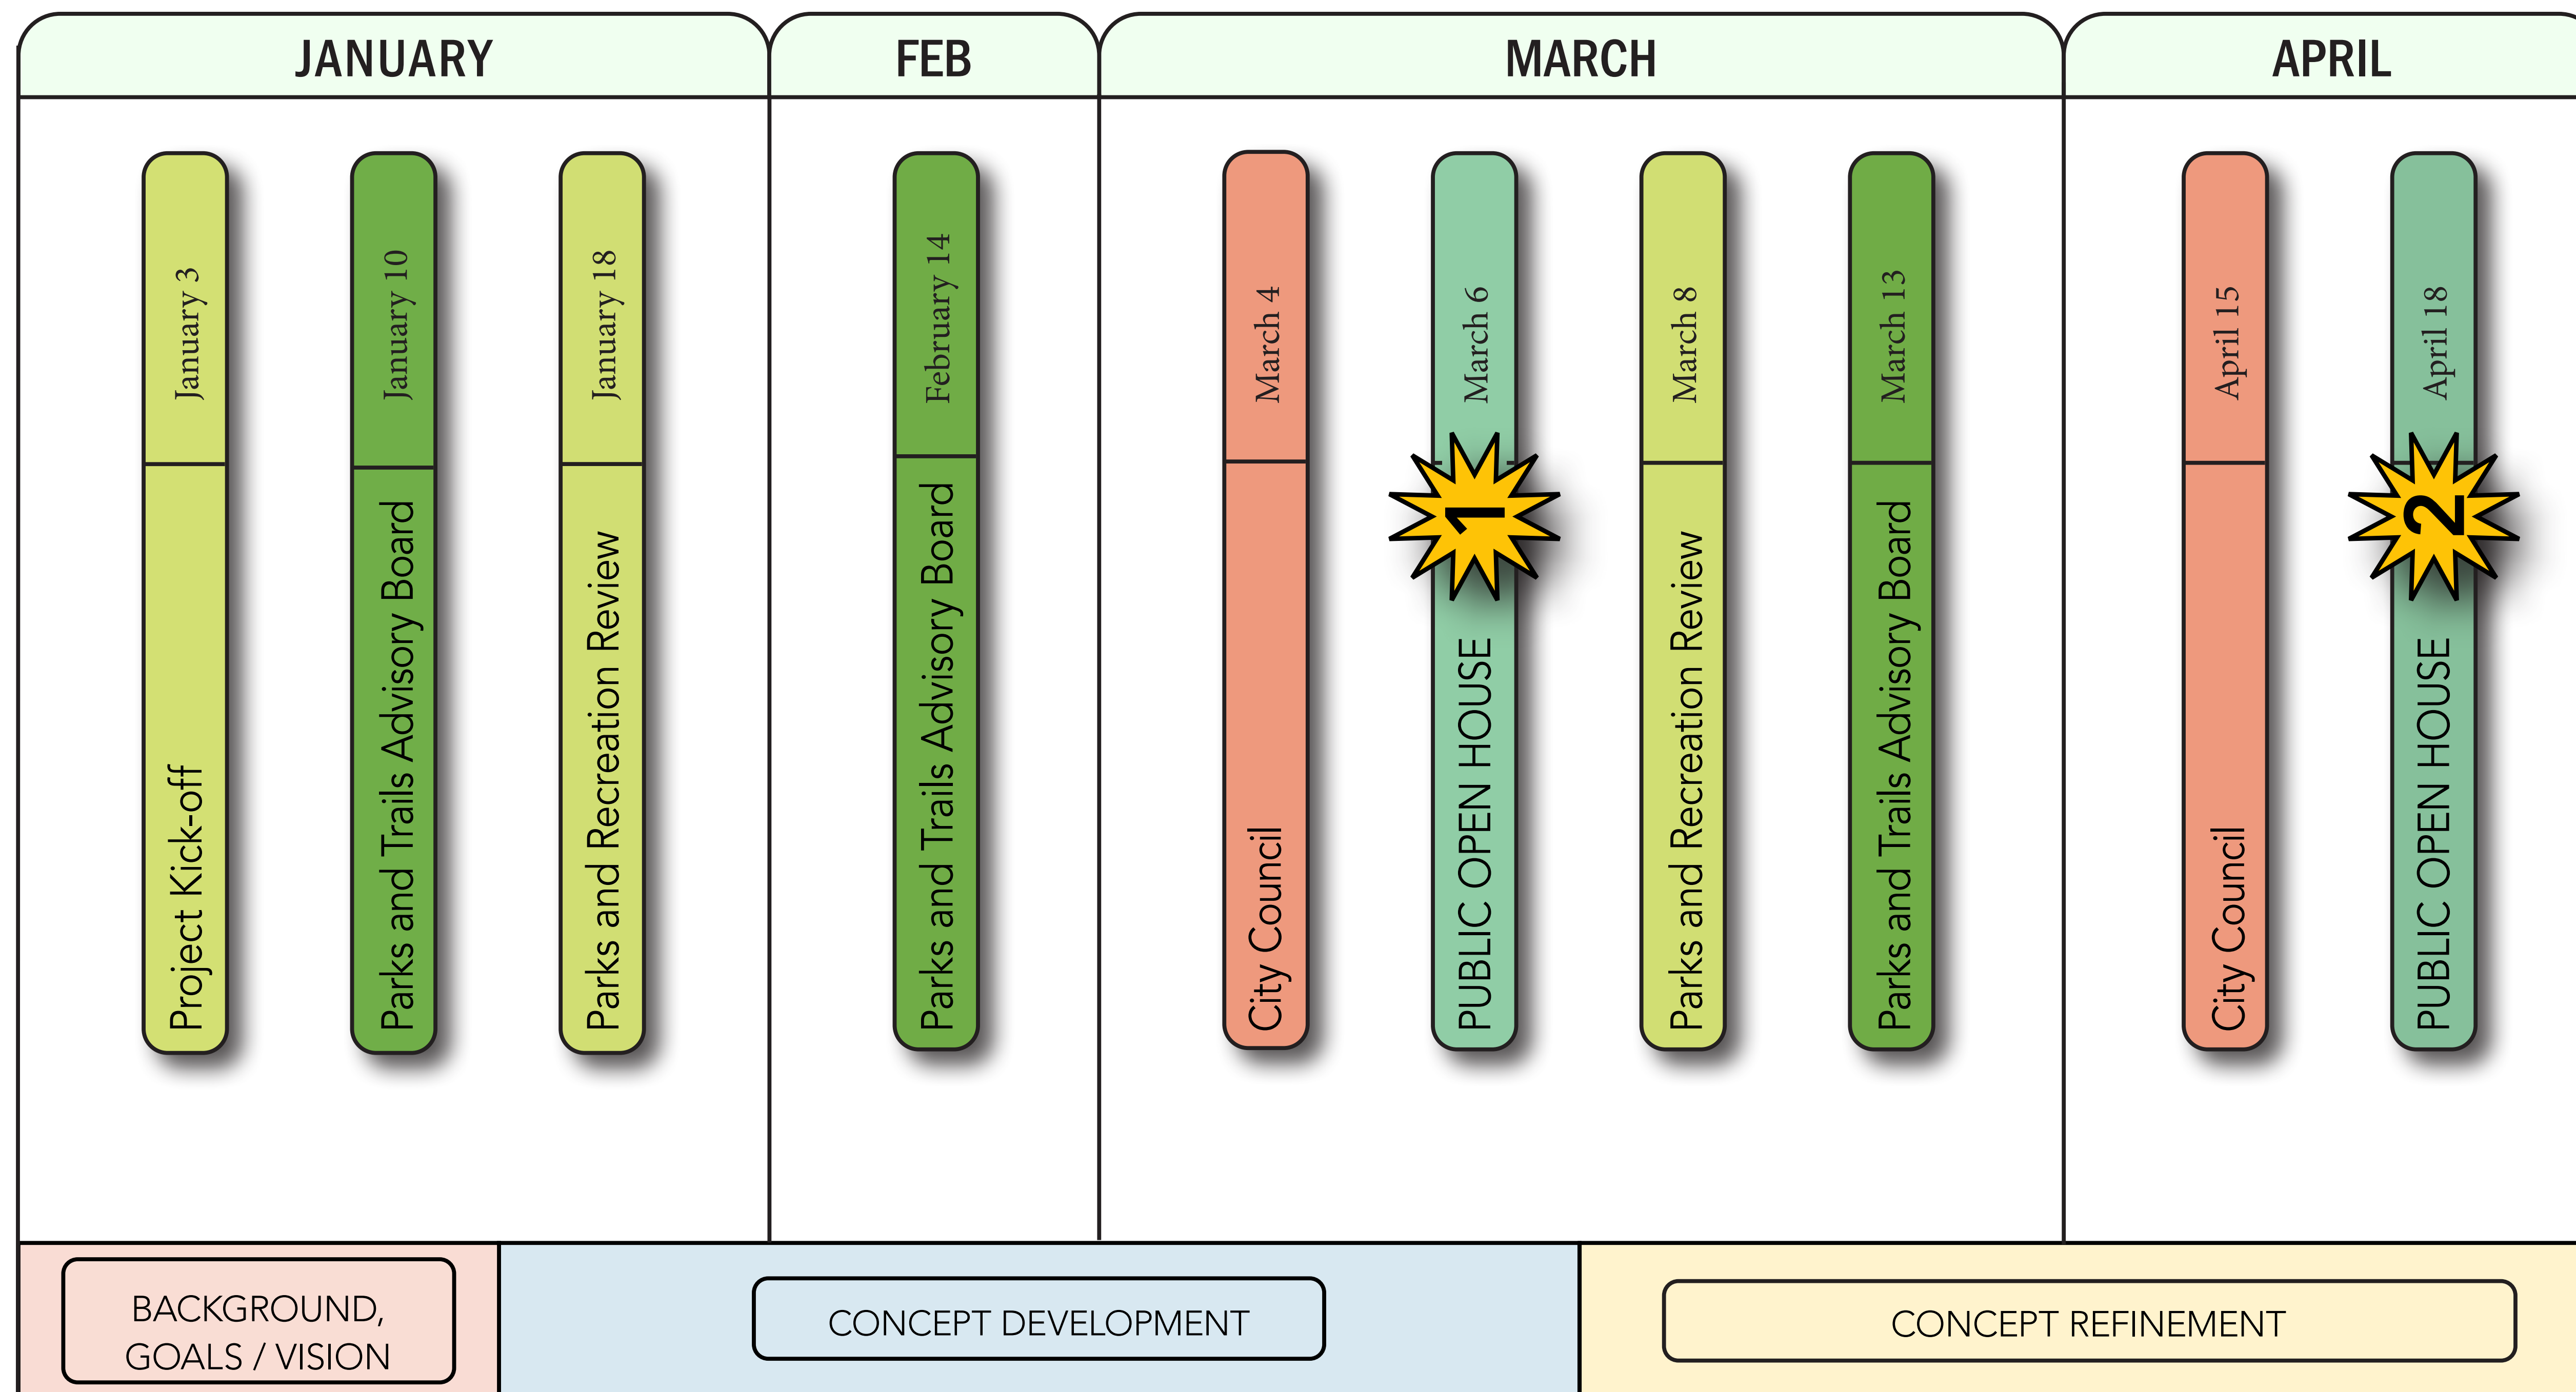 JANUARY
FEB
MARCH
APRIL
January 3
Project Kick-off
January 10
Parks and Trails Advisory Board
January 18
Parks and Recreation Review
February 14
Parks and Trails Advisory Board
March 4
City Council
March 6
1
PUBLIC OPEN HOUSE
March 8
Parks and Recreation Review
March 13
Parks and Trails Advisory Board
April 15
City Council
April 18
2
PUBLIC OPEN HOUSE
BACKGROUND,
GOALS / VISION
CONCEPT DEVELOPMENT
CONCEPT REFINEMENT